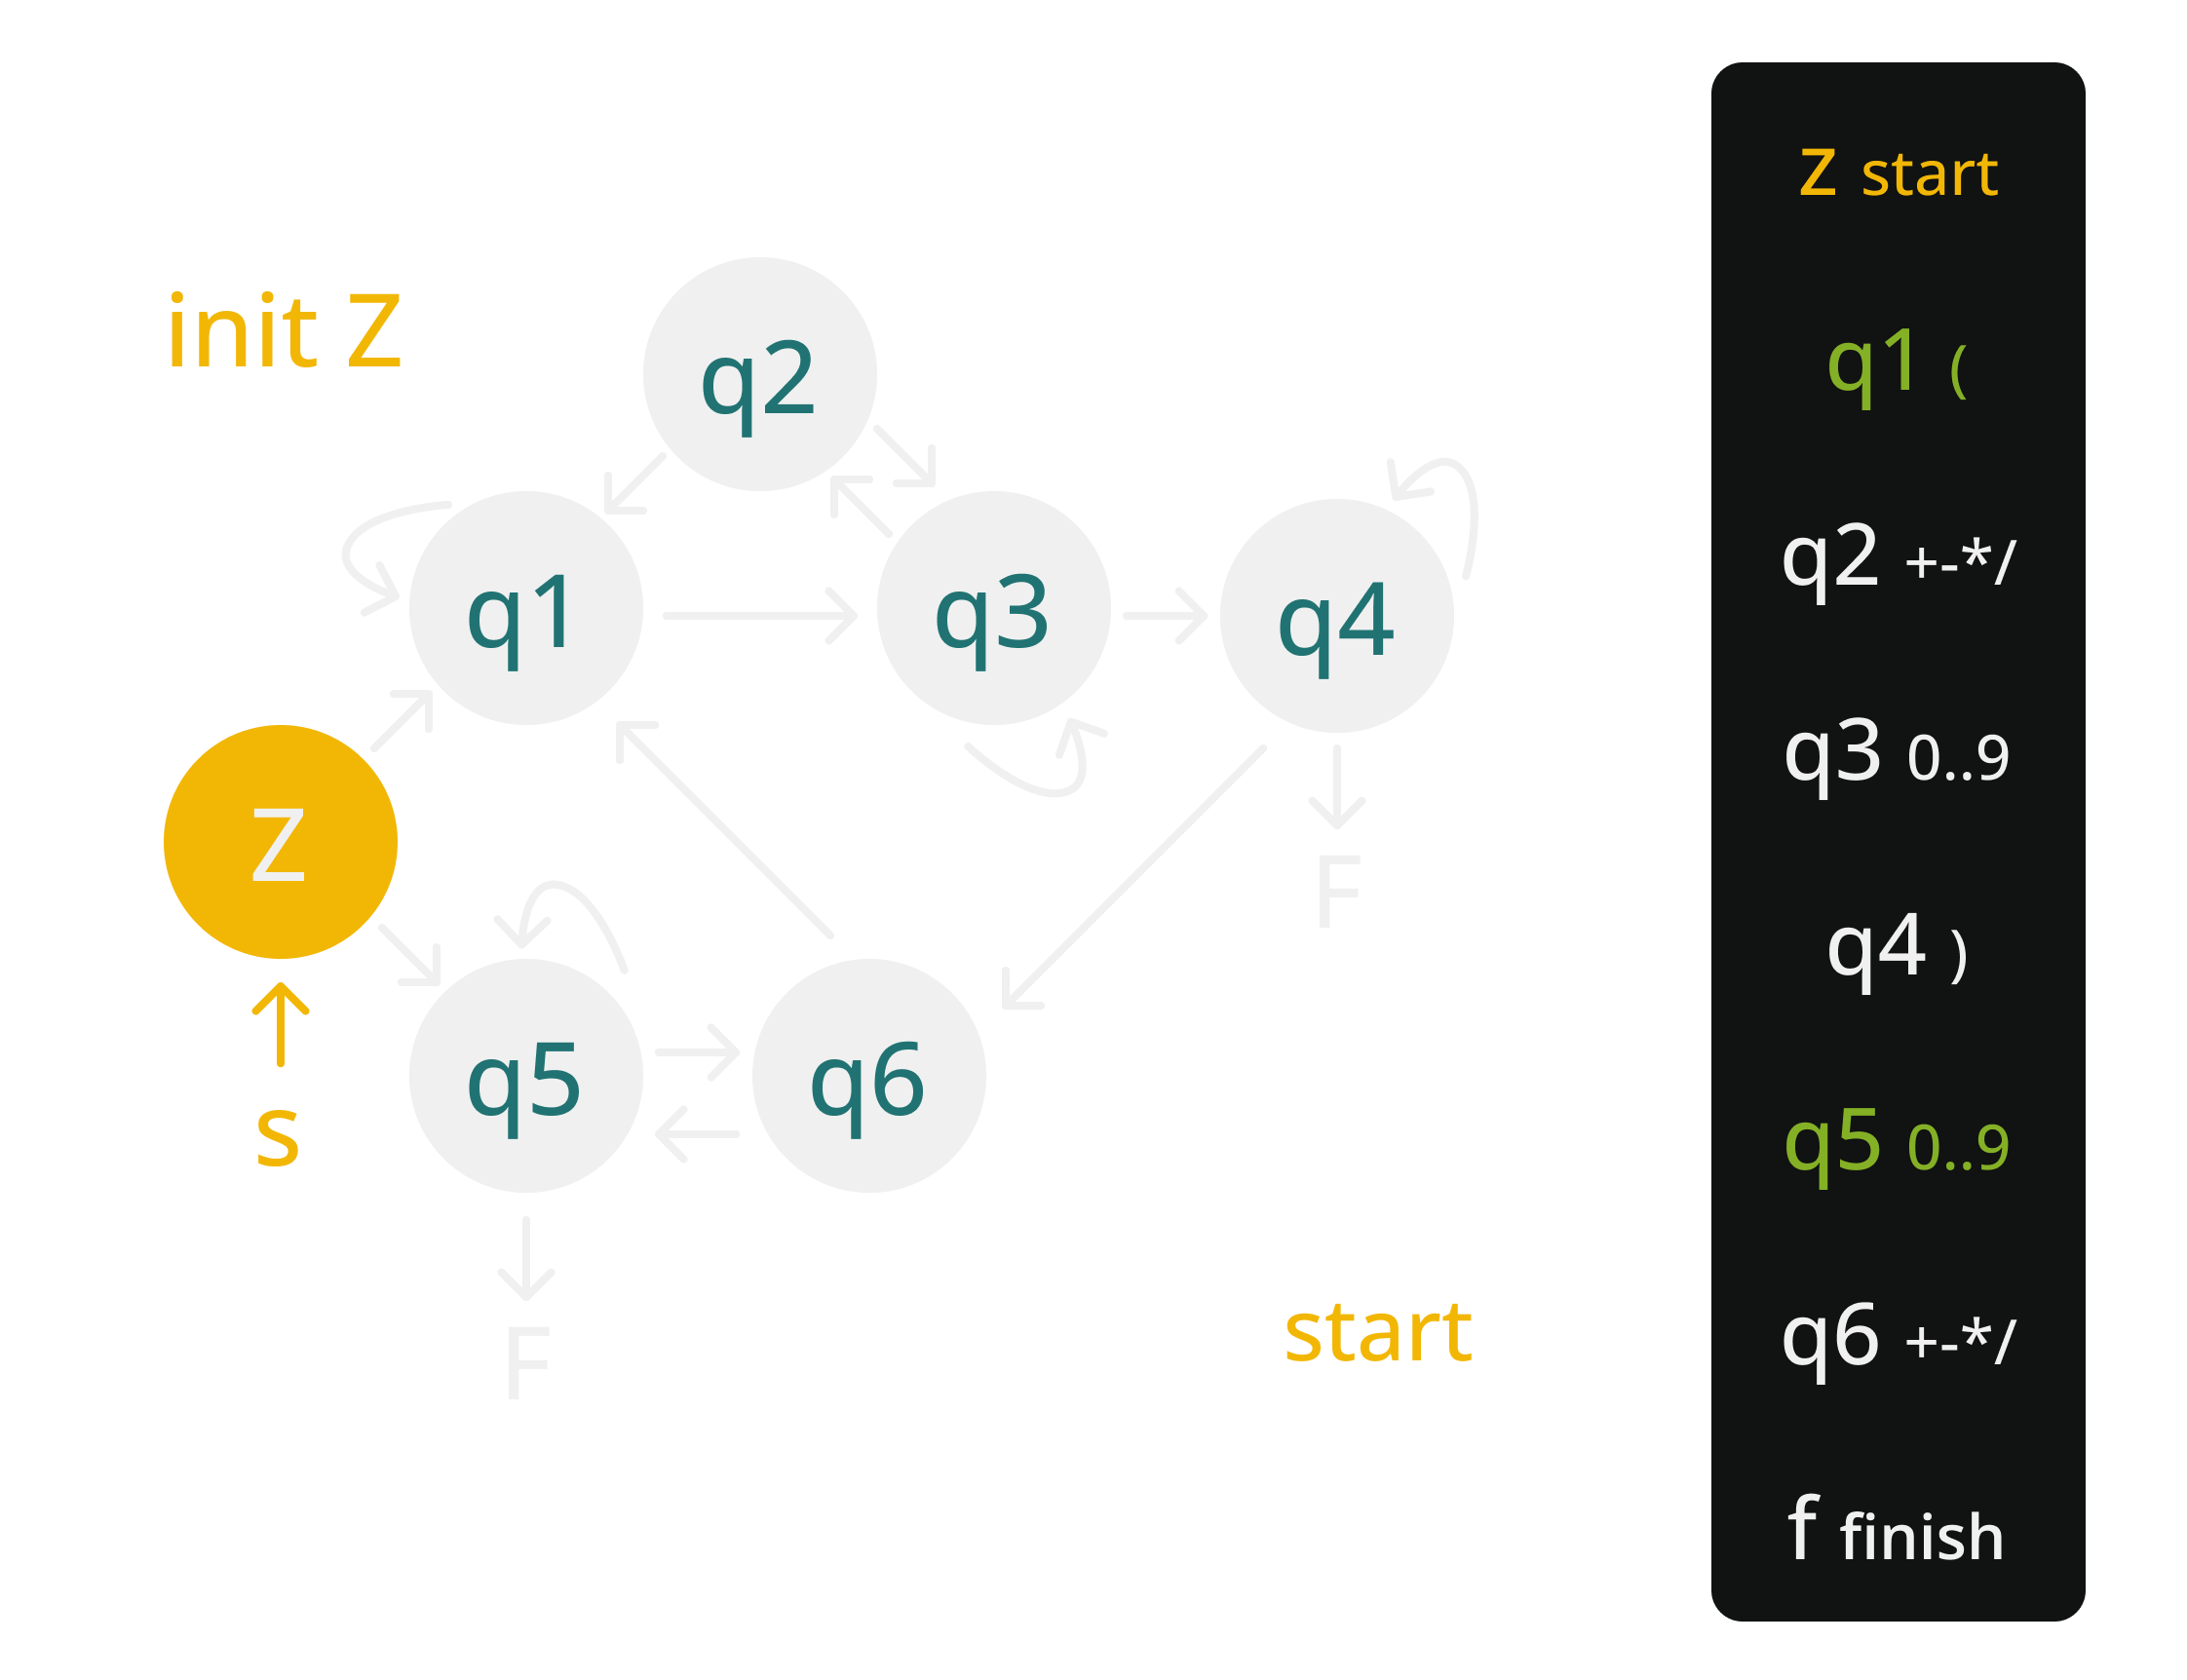 init Z
q2
q1
q3
q4
Z
F
s
q5
q6
F
start
Z start
q1 (
q2 +-*/
q3 0..9
q4 )
q5 0..9
q6 +-*/
f finish